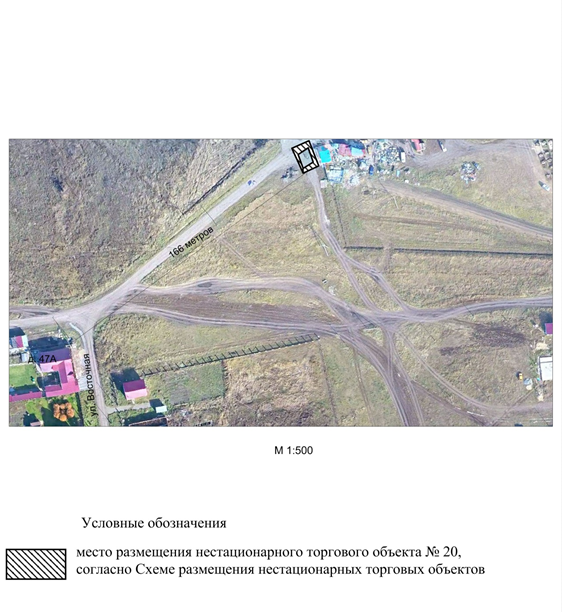 166 метров
д. 47А
ул. Восточная
М 1:500
Условные обозначения
место размещения нестационарного торгового объекта № 20,
согласно Схеме размещения нестационарных торговых объектов